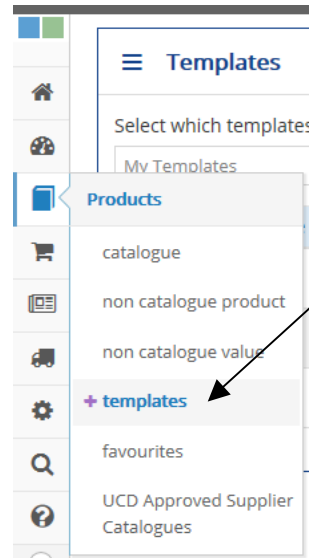 Templates
Select which templates
My Templates
Products
catalogue
non catalogue product
non catalogue value
+ templates
favourites
UCD Approved Supplier
Catalogues